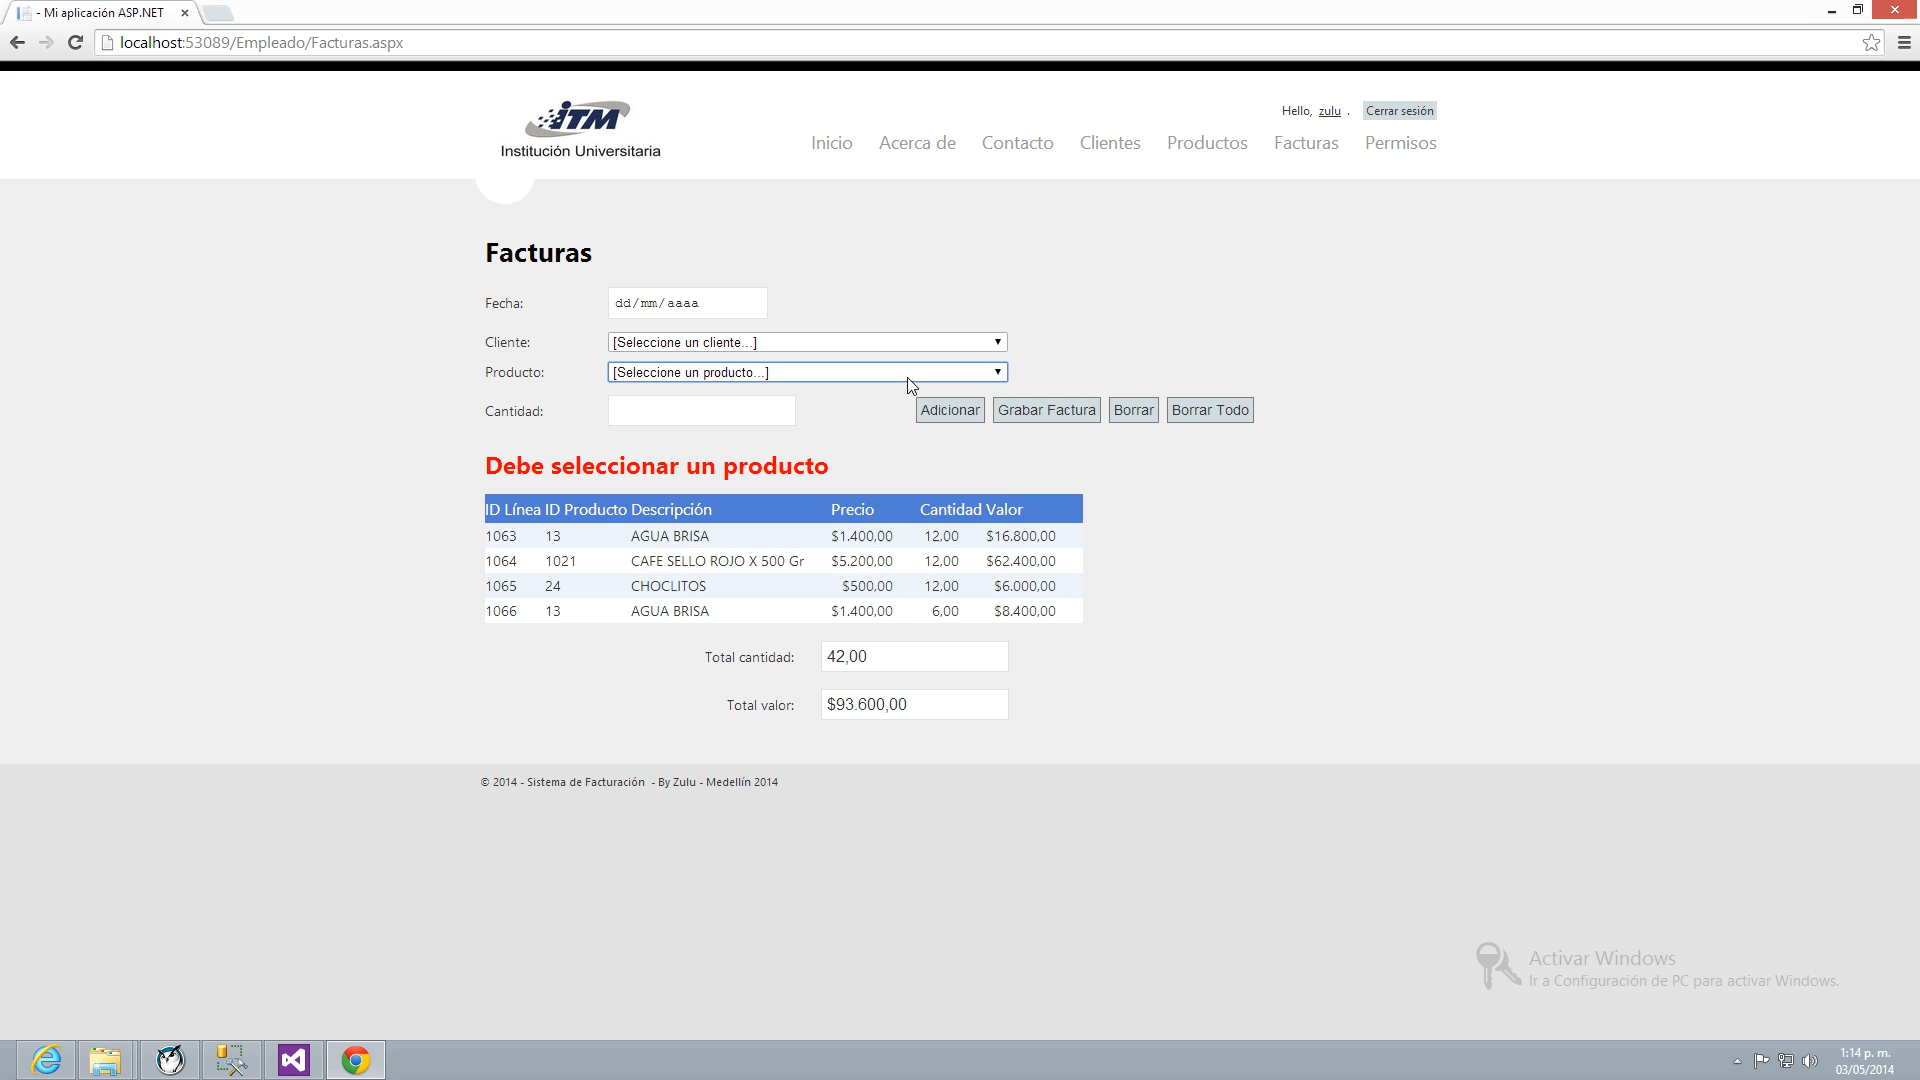 - Mi aplicación ASP.NET
localhost:53089/Empleado/Facturas.aspx
iTM
Institución Universitaria
Hello, zulu . Cerrar sesión
Inicio Acerca de Contacto Clientes Productos Facturas Permisos
Facturas
Fecha: dd/mm/aaaa
Cliente: [Seleccione un cliente...]
Producto: [Seleccione un producto...]
Cantidad: Adicionar Grabar Factura Borrar Borrar Todo
Debe seleccionar un producto
ID Línea ID Producto Descripción Precio Cantidad Valor
1063 13 AGUA BRISA $1.400,00 12,00 $16.800,00
1064 1021 CAFE SELLO ROJO X 500 Gr $5.200,00 12,00 $62.400,00
1065 24 CHOCLITOS $500,00 12,00 $6.000,00
1066 13 AGUA BRISA $1.400,00 6,00 $8.400,00
Total cantidad: 42,00
Total valor: $93.600,00
© 2014 - Sistema de Facturación - By Zulu - Medellín 2014
Activar Windows
Ir a Configuración de PC para activar Windows.
1:14 p. m.
03/05/2014